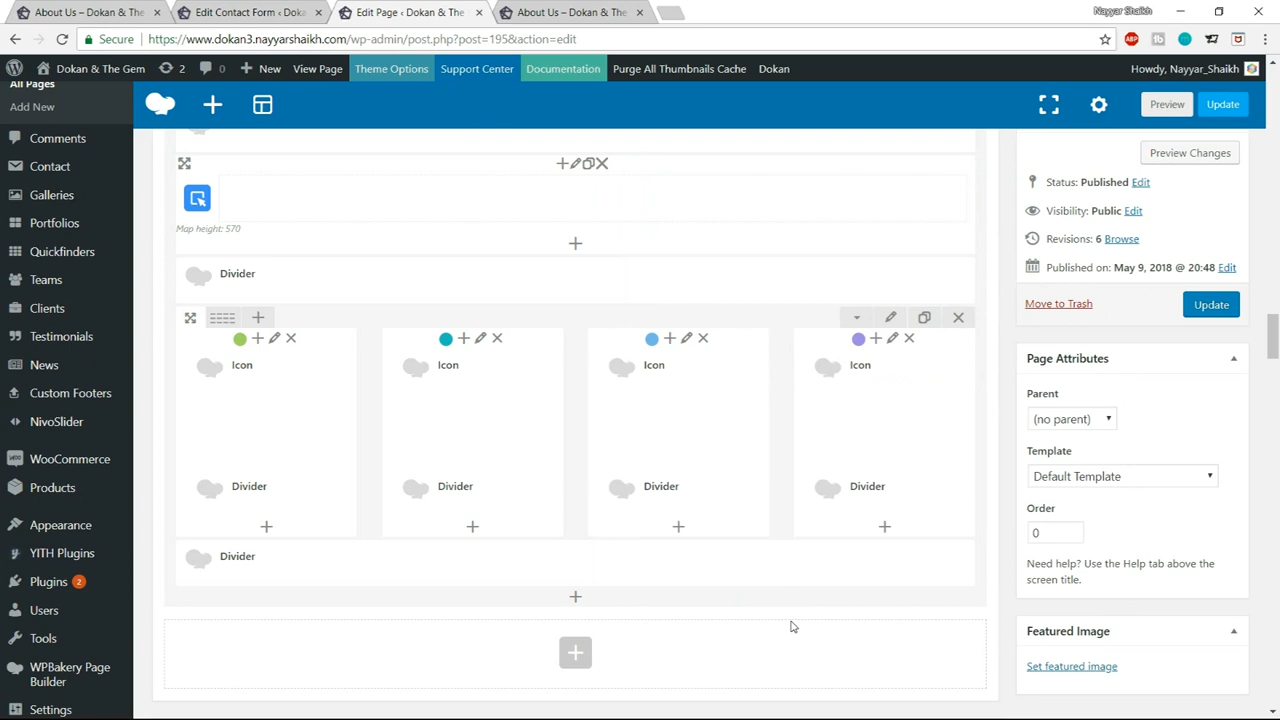 About Us – Dokan & The
Edit Contact Form ‹ Doka
Edit Page ‹ Dokan & The
About Us – Dokan & The
Nayyar Shaikh
Secure
https://www.dokan3.nayyarshaikh.com/wp-admin/post.php?post=195&action=edit
Dokan & The Gem
2
0
New
View Page
Theme Options
Support Center
Documentation
Purge All Thumbnails Cache
Dokan
Howdy, Nayyar_Shaikh
All Pages
Add New
Comments
Contact
Galleries
Portfolios
Quickfinders
Teams
Clients
Testimonials
News
Custom Footers
NivoSlider
WooCommerce
Products
Appearance
YITH Plugins
Plugins 2
Users
Tools
WPBakery Page
Builder
Settings
Preview
Update
Map height: 570
Divider
Icon
Icon
Icon
Icon
Divider
Divider
Divider
Divider
Divider
Preview Changes
Status: Published Edit
Visibility: Public Edit
Revisions: 6 Browse
Published on: May 9, 2018 @ 20:48 Edit
Move to Trash
Update
Page Attributes
Parent
(no parent)
Template
Default Template
Order
0
Need help? Use the Help tab above the
screen title.
Featured Image
Set featured image